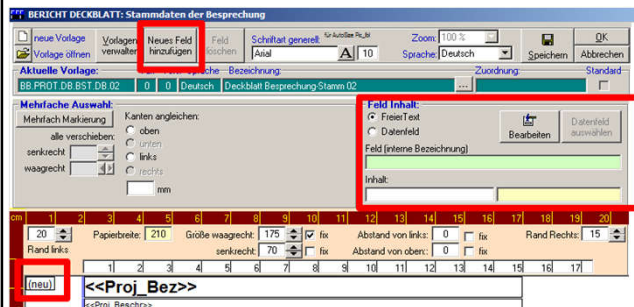 BERICHT DECKBLATT: Stammdaten der Besprechung
neue Vorlage
Vorlage öffnen
Vorlagen verwalten
Neues Feld hinzufügen
Feld löschen
Schriftart generell:
für AutoSize Pic_lbl
Arial
A
10
Zoom: 100 %
Sprache: Deutsch
Speichern
OK
Abbrechen
Aktuelle Vorlage:
Sprache
Bezeichnung:
Zuordnung:
Standard
BB.PROT.DB.BST.DB.02
0
0
Deutsch
Deckblatt Besprechung-Stamm 02
...
Mehrfache Auswahl:
Mehrfach Markierung
alle verschieben:
senkrecht
waagrecht
Kanten angleichen:
oben
unten
links
rechts
mm
Feld Inhalt:
FreierText
Datenfeld
Bearbeiten
Datenfeld auswählen
Feld (interne Bezeichnung)
Inhalt:
cm 1 2 3 4 5 6 7 8 9 10 11 12 13 14 15 16 17 18 19 20
20
Rand links
Papierbreite: 210
Größe waagrecht: 175 fix
senkrecht: 70 fix
Abstand von links: 0 fix
Abstand von oben: 0 fix
Rand Rechts: 15
1 2 3 4 5 6 7 8 9 10 11 12 13 14 15 16 17
(neu)
<<Proj_Bez>>
<<Proj_Beschr>>